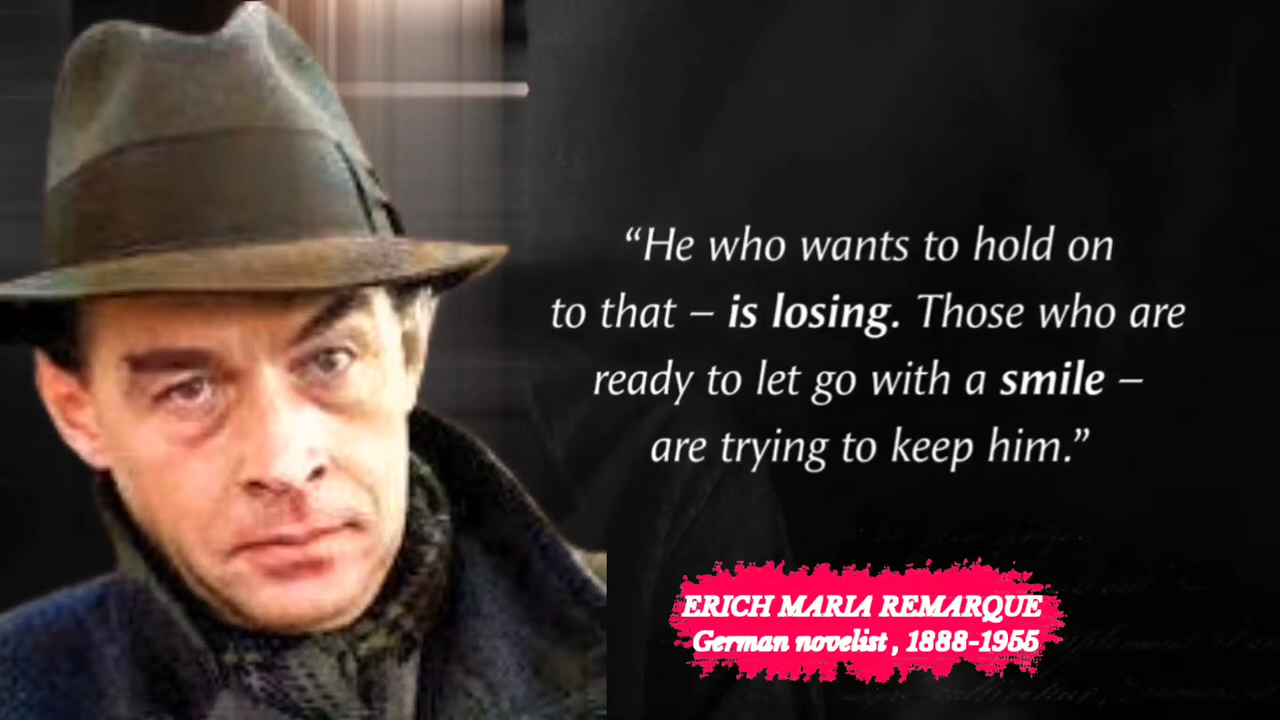 “He who wants to hold on
to that – is losing. Those who are
ready to let go with a smile –
are trying to keep him.”
ERICH MARIA REMARQUE
German novelist , 1888-1955